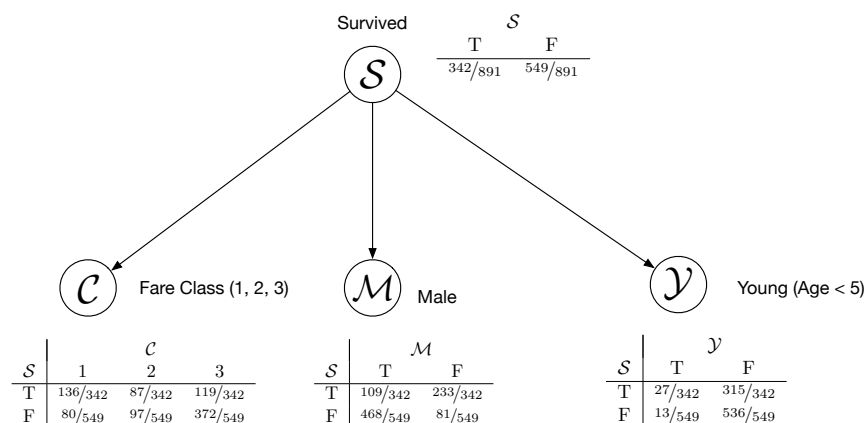 Survived
S
T F
342/891 549/891
S
C
Fare Class (1, 2, 3)
M
Male
Y
Young (Age < 5)
C
S 1 2 3
T 136/342 87/342 119/342
F 80/549 97/549 372/549
M
S T F
T 109/342 233/342
F 468/549 81/549
Y
S T F
T 27/342 315/342
F 13/549 536/549